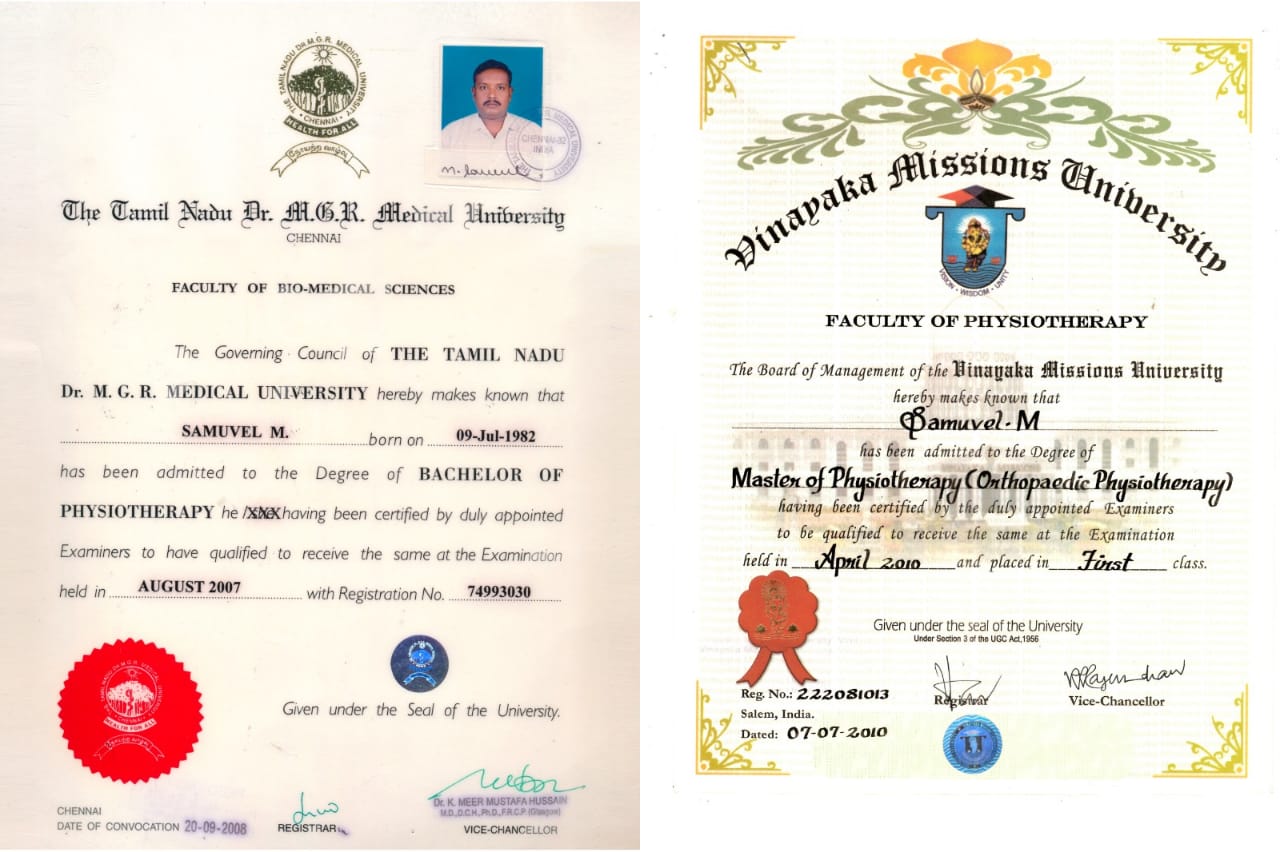 THE TAMIL NADU Dr. M.G.R. MEDICAL UNIVERSITY
CHENNAI
HEALTH FOR ALL
நோயற்ற வாழ்வு
CHENNAI-32
INDIA
The Tamil Nadu Dr. M.G.R. Medical University
CHENNAI
FACULTY OF BIO-MEDICAL SCIENCES
The Governing Council of THE TAMIL NADU
Dr. M. G. R. MEDICAL UNIVERSITY hereby makes known that
SAMUVEL M. born on 09-Jul-1982
has been admitted to the Degree of BACHELOR OF
PHYSIOTHERAPY he / XXX having been certified by duly appointed
Examiners to have qualified to receive the same at the Examination
held in AUGUST 2007 with Registration No. 74993030
Given under the Seal of the University.
CHENNAI
DATE OF CONVOCATION 20-09-2008
REGISTRAR
Dr. K. MEER MUSTAFA HUSSAIN
M.D., D.C.H., Ph.D., F.R.C.P. (Glasgow)
VICE-CHANCELLOR
Vinayaka Missions University
VISION - WISDOM - UNITY
FACULTY OF PHYSIOTHERAPY
The Board of Management of the Vinayaka Missions University
hereby makes known that
Samuvel. M
has been admitted to the Degree of
Master of Physiotherapy (Orthopaedic Physiotherapy)
having been certified by the duly appointed Examiners
to be qualified to receive the same at the Examination
held in April 2010 and placed in First class.
Given under the seal of the University
Under Section 3 of the UGC Act,1956
Reg. No.: 222081013
Registrar
Vice-Chancellor
Salem, India.
Dated: 07-07-2010